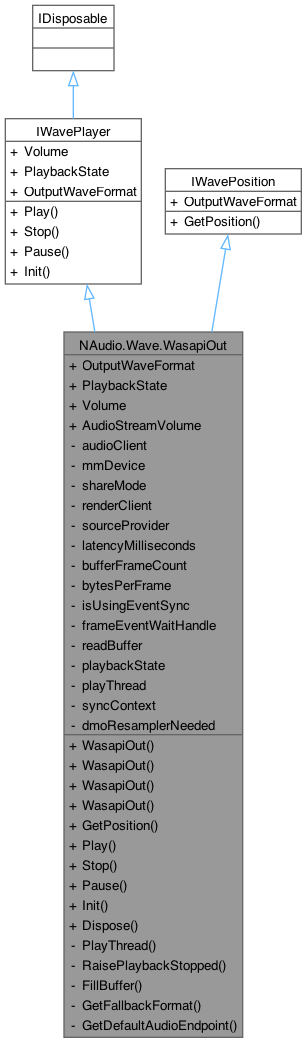 IDisposable
IWavePlayer
+ Volume
+ PlaybackState
+ OutputWaveFormat
+ Play()
+ Stop()
+ Pause()
+ Init()
IWavePosition
+ OutputWaveFormat
+ GetPosition()
NAudio.Wave.WasapiOut
+ OutputWaveFormat
+ PlaybackState
+ Volume
+ AudioStreamVolume
- audioClient
- mmDevice
- shareMode
- renderClient
- sourceProvider
- latencyMilliseconds
- bufferFrameCount
- bytesPerFrame
- isUsingEventSync
- frameEventWaitHandle
- readBuffer
- playbackState
- playThread
- syncContext
- dmoResamplerNeeded
+ WasapiOut()
+ WasapiOut()
+ WasapiOut()
+ WasapiOut()
+ GetPosition()
+ Play()
+ Stop()
+ Pause()
+ Init()
+ Dispose()
- PlayThread()
- RaisePlaybackStopped()
- FillBuffer()
- GetFallbackFormat()
- GetDefaultAudioEndpoint()